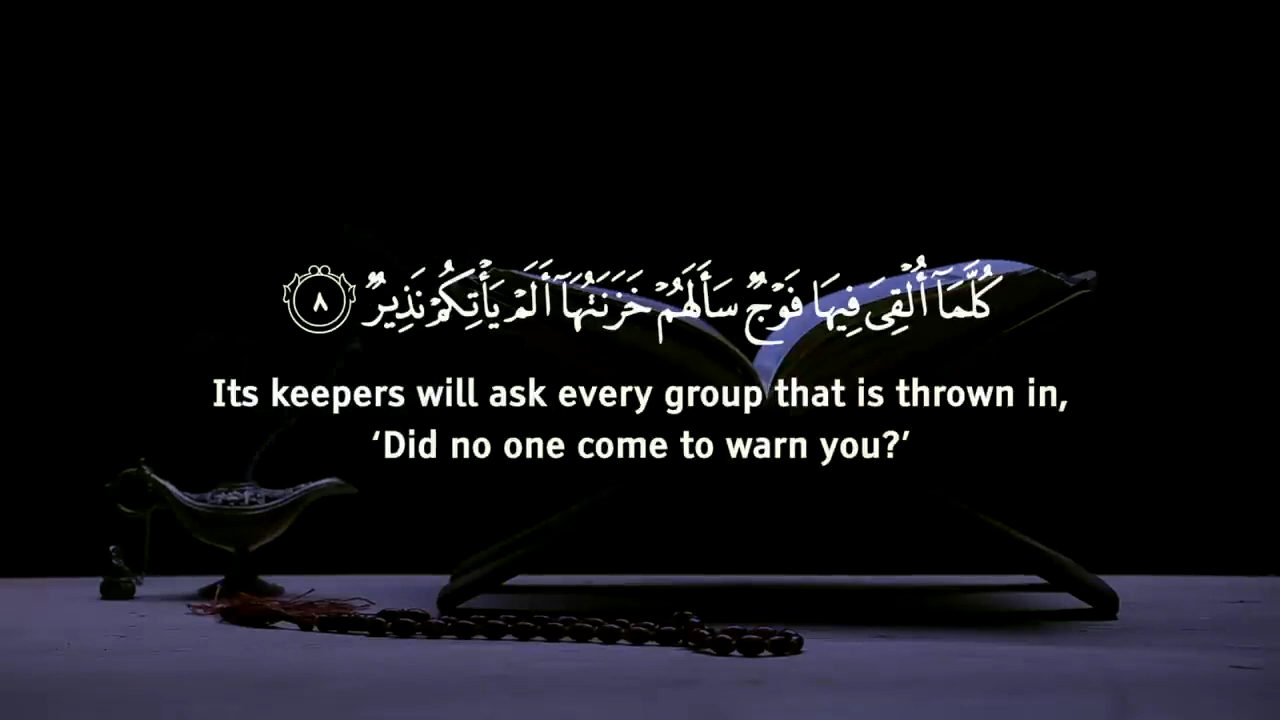 كُلَّمَآ أُلۡقِىَ فِيهَا فَوۡجٌ سَأَلَهُمۡ خَزَنَتُهَآ أَلَمۡ يَأۡتِكُمۡ نَذِيرٌ ٨
Its keepers will ask every group that is thrown in,
‘Did no one come to warn you?’